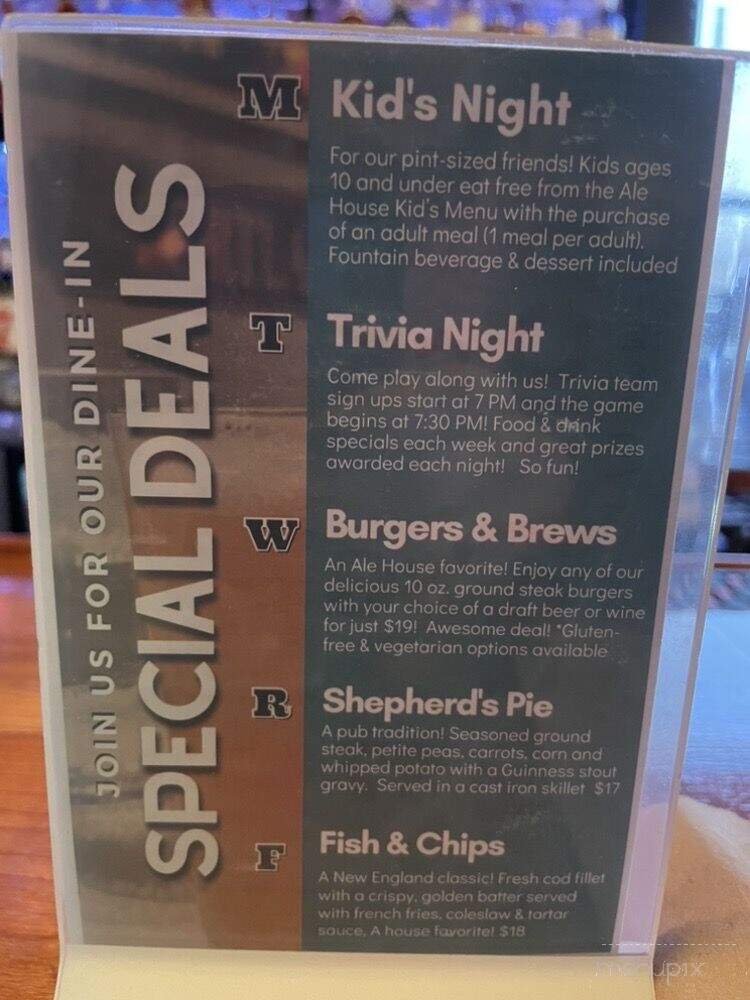 JOIN US FOR OUR DINE-IN
SPECIAL DEALS
M
Kid's Night
For our pint-sized friends! Kids ages
10 and under eat free from the Ale
House Kid's Menu with the purchase
of an adult meal (1 meal per adult).
Fountain beverage & dessert included
T
Trivia Night
Come play along with us! Trivia team
sign ups start at 7 PM and the game
begins at 7:30 PM! Food & drink
specials each week and great prizes
awarded each night! So fun!
W
Burgers & Brews
An Ale House favorite! Enjoy any of our
delicious 10 oz. ground steak burgers
with your choice of a draft beer or wine
for just $19! Awesome deal! *Gluten-
free & vegetarian options available
R
Shepherd's Pie
A pub tradition! Seasoned ground
steak, petite peas, carrots, corn and
whipped potato with a Guinness stout
gravy. Served in a cast iron skillet $17
F
Fish & Chips
A New England classic! Fresh cod fillet
with a crispy, golden batter served
with french fries, coleslaw & tartar
sauce, A house favorite! $18
menupix